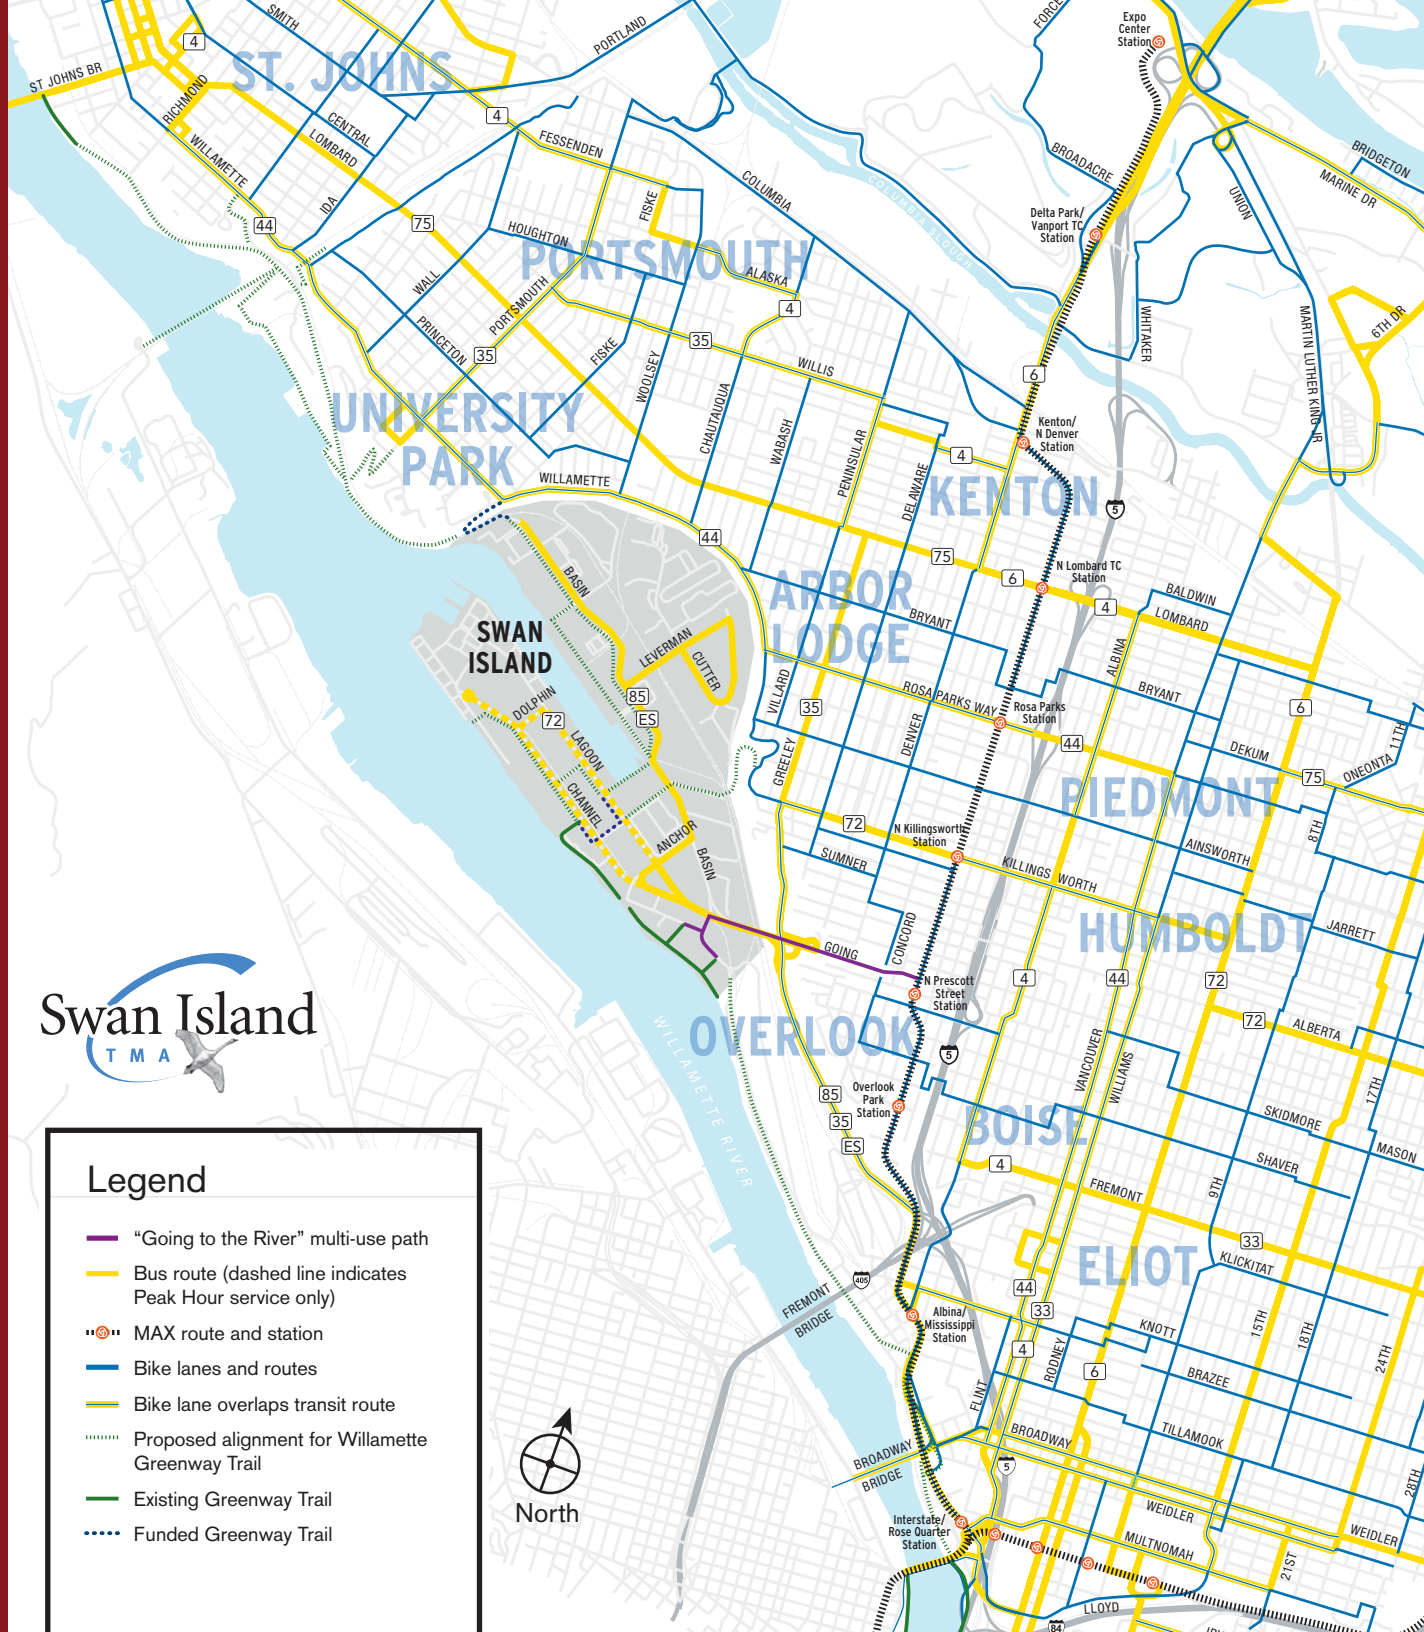 Expo
Center
Station
FORCE
SMITH
PORTLAND
4
ST. JOHNS
ST JOHNS BR
RICHMOND
4
CENTRAL
LOMBARD
FESSENDEN
WILLAMETTE
IDA
44
75
COLUMBIA
COLUMBIA SLOUGH
BROADACRE
BRIDGETON
MARINE DR
UNION
Delta Park/
Vanport TC
Station
FISKE
HOUGHTON
PORTSMOUTH
ALASKA
4
WALL
PORTSMOUTH
PRINCETON
35
FISKE
35
WOOLSEY
WILLIS
WHITAKER
MARTIN LUTHER KING JR
6TH DR
6
UNIVERSITY
PARK
CHAUTAUQUA
WABASH
PENINSULAR
DELAWARE
Kenton/
N Denver
Station
4
KENTON
5
WILLAMETTE
44
75
6
N Lombard TC
Station
4
BALDWIN
LOMBARD
BASIN
ARBOR
LODGE
BRYANT
ALBINA
SWAN
ISLAND
LEVERMAN
CUTTER
VILLARD
85
ES
DOLPHIN
72
LAGOON
CHANNEL
ROSA PARKS WAY
Rosa Parks
Station
BRYANT
35
DENVER
44
6
DEKUM
75
ONEONTA
11TH
GREELEY
PIEDMONT
72
N Killingsworth
Station
ANCHOR
BASIN
SUMNER
KILLINGS WORTH
AINSWORTH
8TH
HUMBOLDT
JARRETT
GOING
CONCORD
N Prescott
Street
Station
4
44
72
72
ALBERTA
Swan Island
TMA
OVERLOOK
5
VANCOUVER
WILLIAMS
17TH
WILLAMETTE RIVER
85
35
ES
Overlook
Park
Station
BOISE
SKIDMORE
MASON
SHAVER
4
FREMONT
9TH
33
KLICKITAT
ELIOT
FREMONT
BRIDGE
405
44
33
Albina/
Mississippi
Station
4
RODNEY
KNOTT
15TH
18TH
24TH
6
BRAZEE
FLINT
BROADWAY
TILLAMOOK
BROADWAY
BRIDGE
5
28TH
WEIDLER
WEIDLER
Interstate/
Rose Quarter
Station
MULTNOMAH
21ST
LLOYD
84
Legend
“Going to the River” multi-use path
Bus route (dashed line indicates
Peak Hour service only)
MAX route and station
Bike lanes and routes
Bike lane overlaps transit route
Proposed alignment for Willamette
Greenway Trail
Existing Greenway Trail
Funded Greenway Trail
North